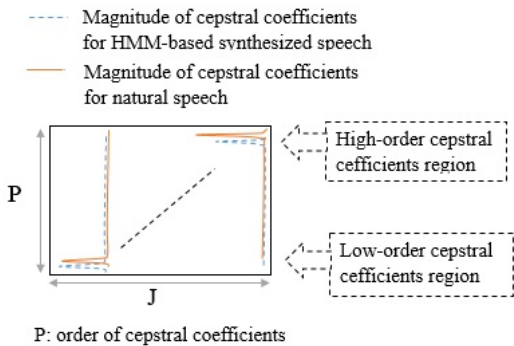 Magnitude of cepstral coefficients
for HMM-based synthesized speech
Magnitude of cepstral coefficients
for natural speech
High-order cepstral
cefficients region
P
Low-order cepstral
cefficients region
J
P: order of cepstral coefficients